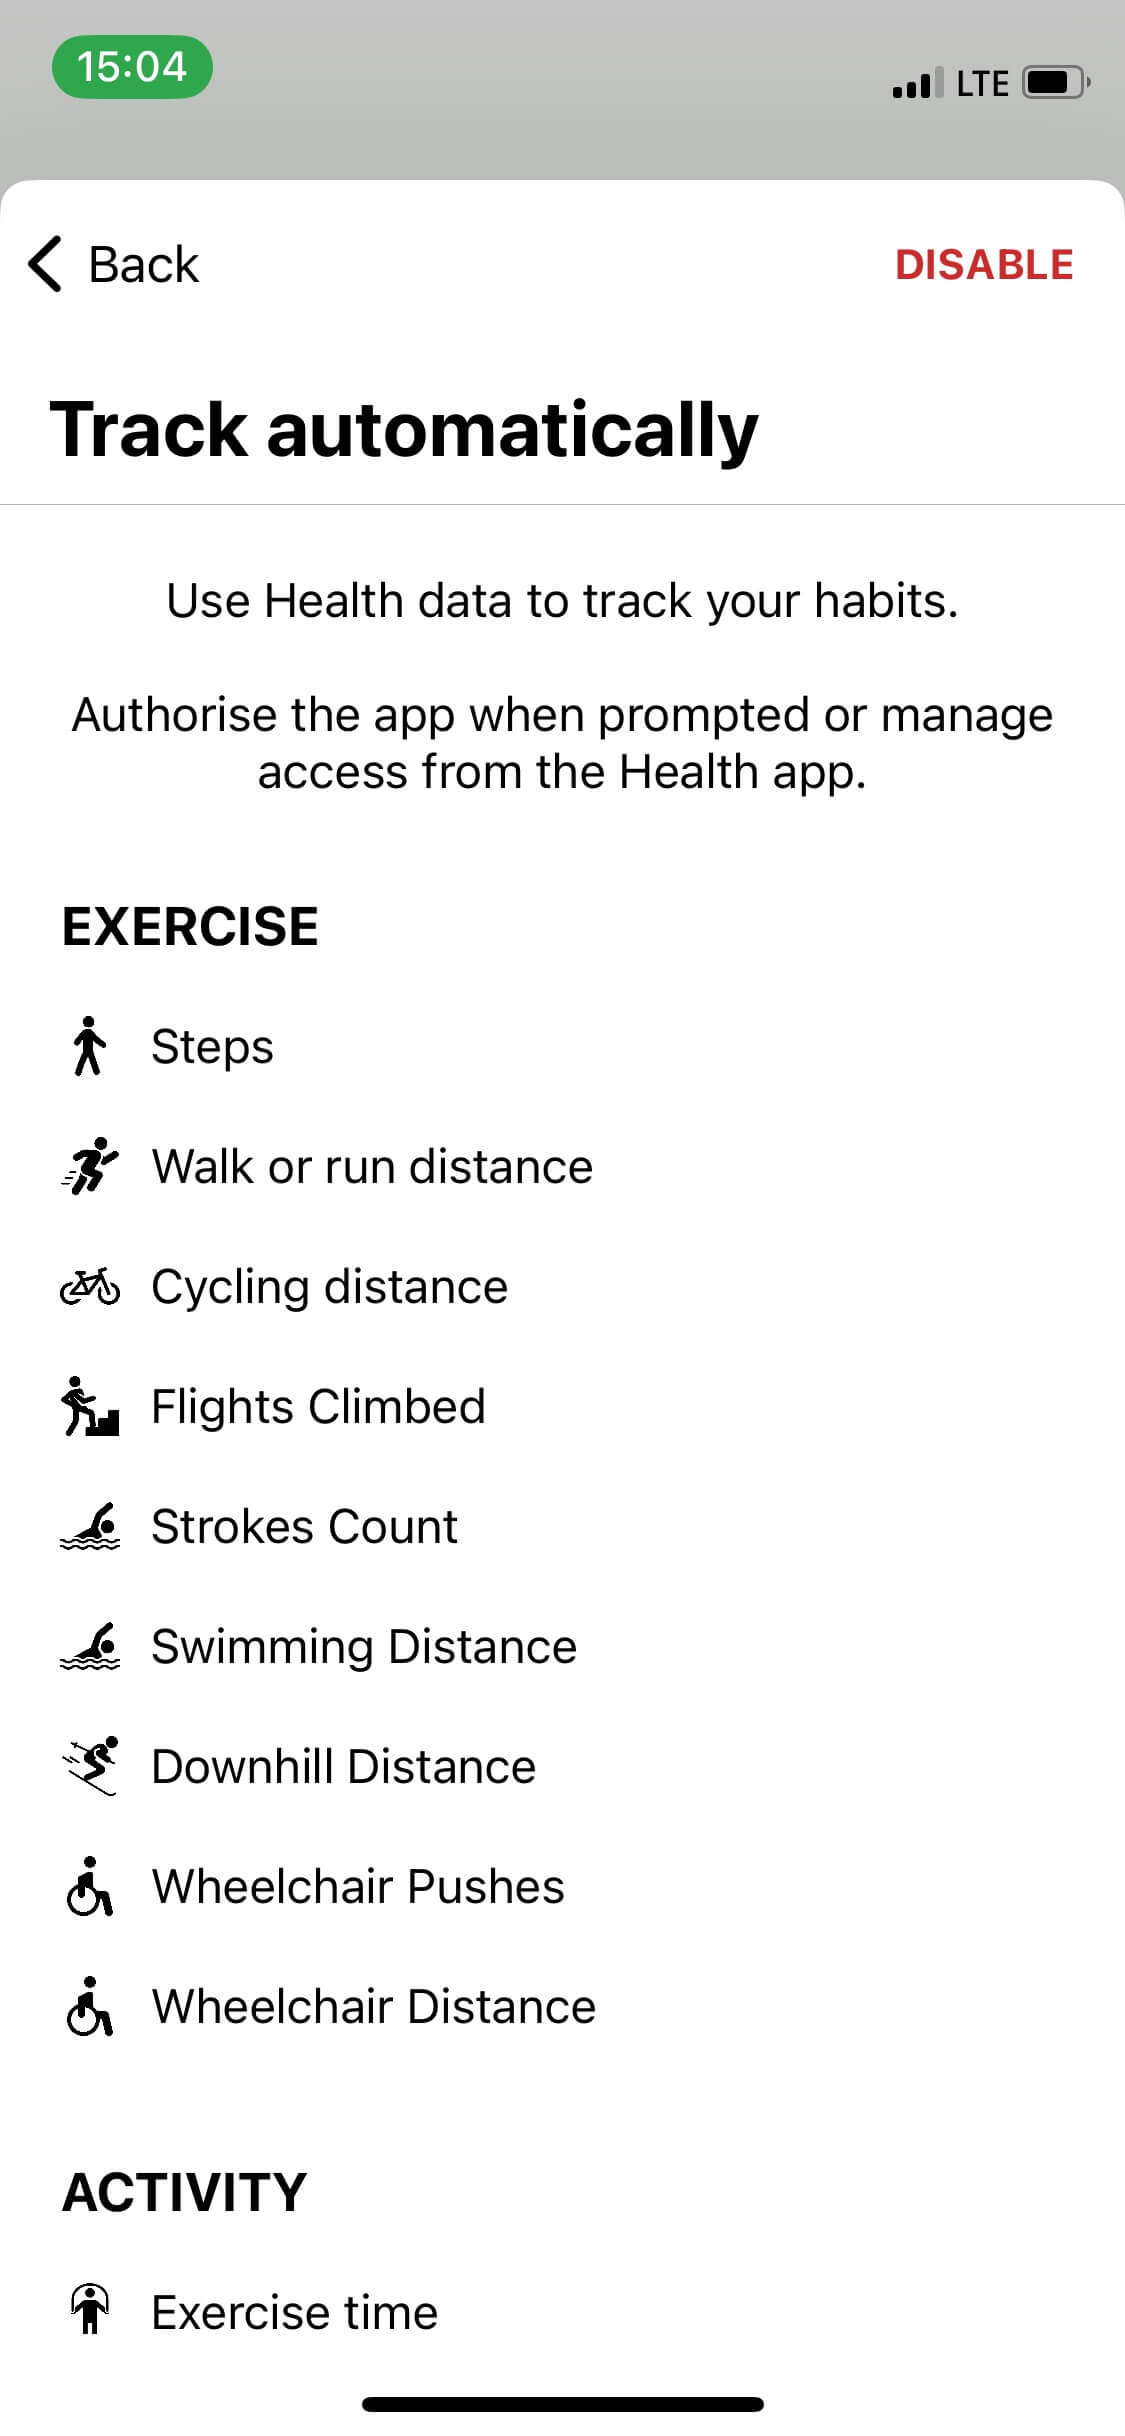 15:04
LTE
Back
DISABLE
Track automatically
Use Health data to track your habits.
Authorise the app when prompted or manage
access from the Health app.
EXERCISE
Steps
Walk or run distance
Cycling distance
Flights Climbed
Strokes Count
Swimming Distance
Downhill Distance
Wheelchair Pushes
Wheelchair Distance
ACTIVITY
Exercise time